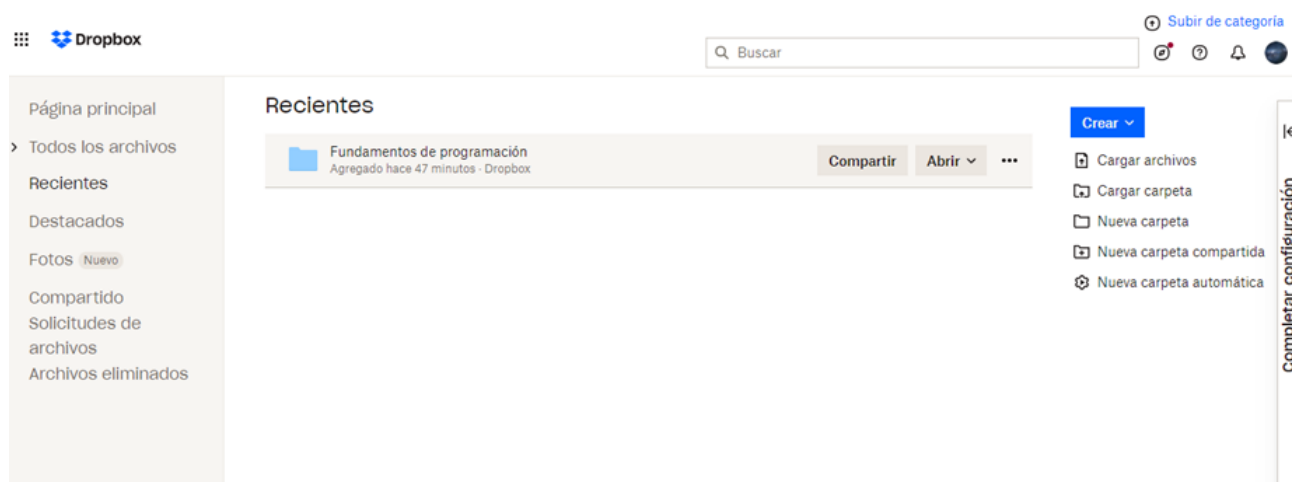 Subir de categoría
Dropbox
Buscar
Página principal
Todos los archivos
Recientes
Destacados
Fotos Nuevo
Compartido
Solicitudes de
archivos
Archivos eliminados
Recientes
Fundamentos de programación
Agregado hace 47 minutos · Dropbox
Compartir
Abrir
Crear
Cargar archivos
Cargar carpeta
Nueva carpeta
Nueva carpeta compartida
Nueva carpeta automática
Completar configuración